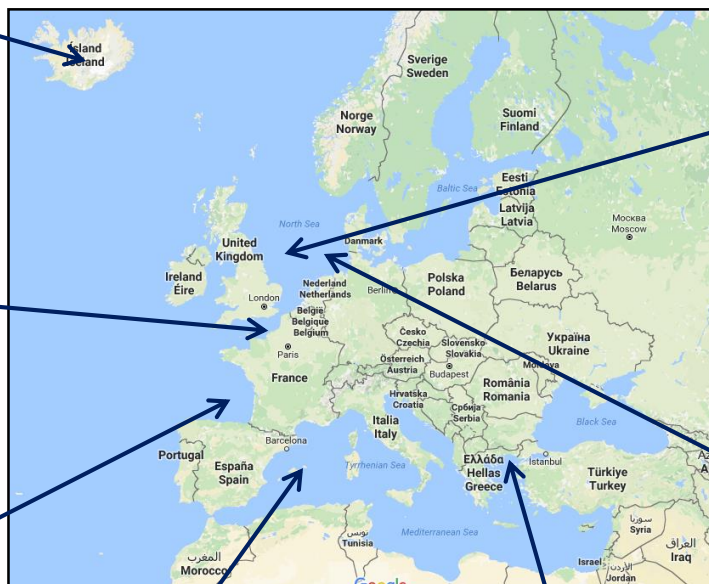 Ísland
Iceland
Sverige
Sweden
Norge
Norway
Suomi
Finland
Eesti
Estonia
Baltic Sea
Latvija
Latvia
Москва
Moscow
North Sea
Danmark
United
Kingdom
Ireland
Éire
London
Nederland
Netherlands
Berlin
Polska
Poland
Беларусь
Belarus
België
Belgique
Belgium
Paris
Česko
Czechia
Slovensko
Slovakia
Україна
Ukraine
Österreich
Austria
Budapest
Moldova
France
Hrvatska
Croatia
România
Romania
Србија
Serbia
Italia
Italy
Black Sea
Barcelona
Portugal
España
Spain
Tyrrhenian Sea
Ελλάδα
Hellas
Greece
İstanbul
Türkiye
Turkey
Mediterranean Sea
تونس
Tunisia
سوريا
Syria
العراق
Iraq
المغرب
Morocco
Israel
الأردن
Jordan
Google